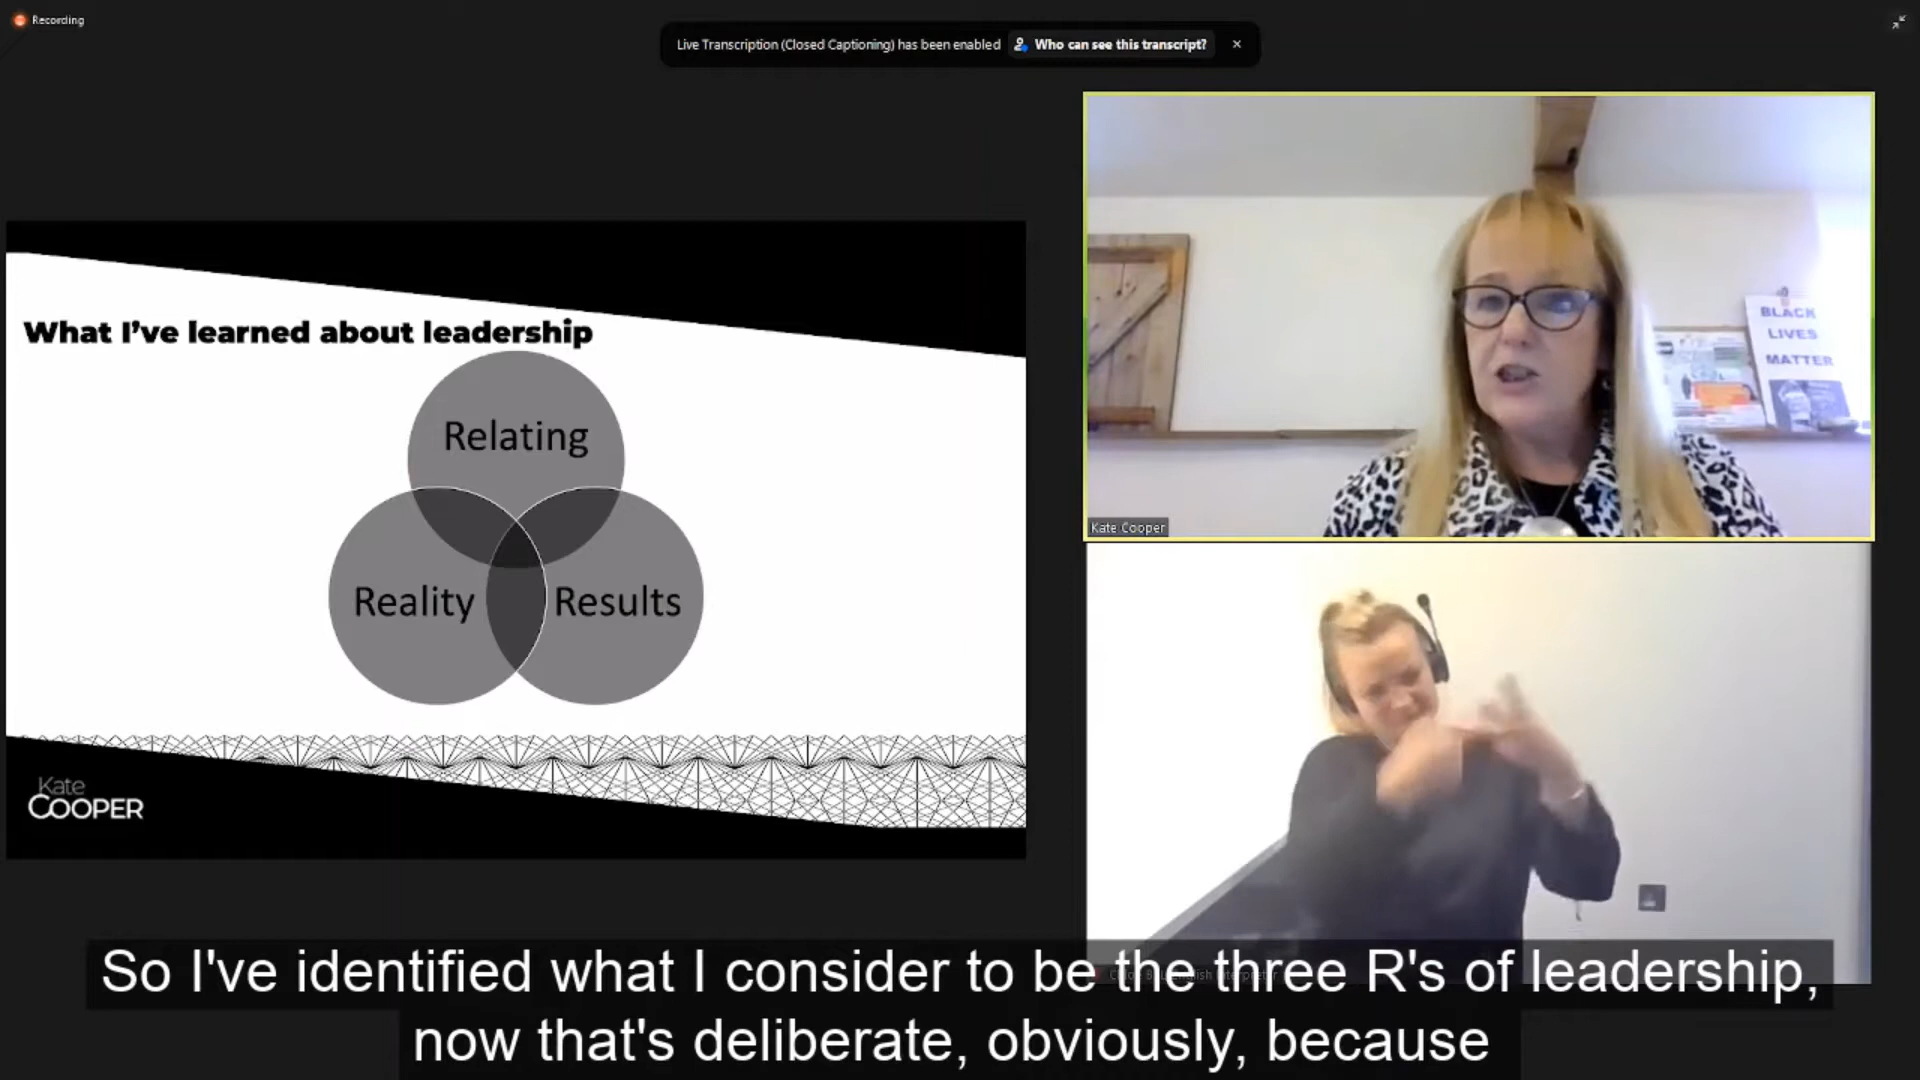 Recording
Live Transcription (Closed Captioning) has been enabled
Who can see this transcript?
What I've learned about leadership
Relating
Reality
Results
Kate
COOPER
BLACK
LIVES
MATTER
Kate Cooper
So I've identified what I consider to be the three R's of leadership,
now that's deliberate, obviously, because